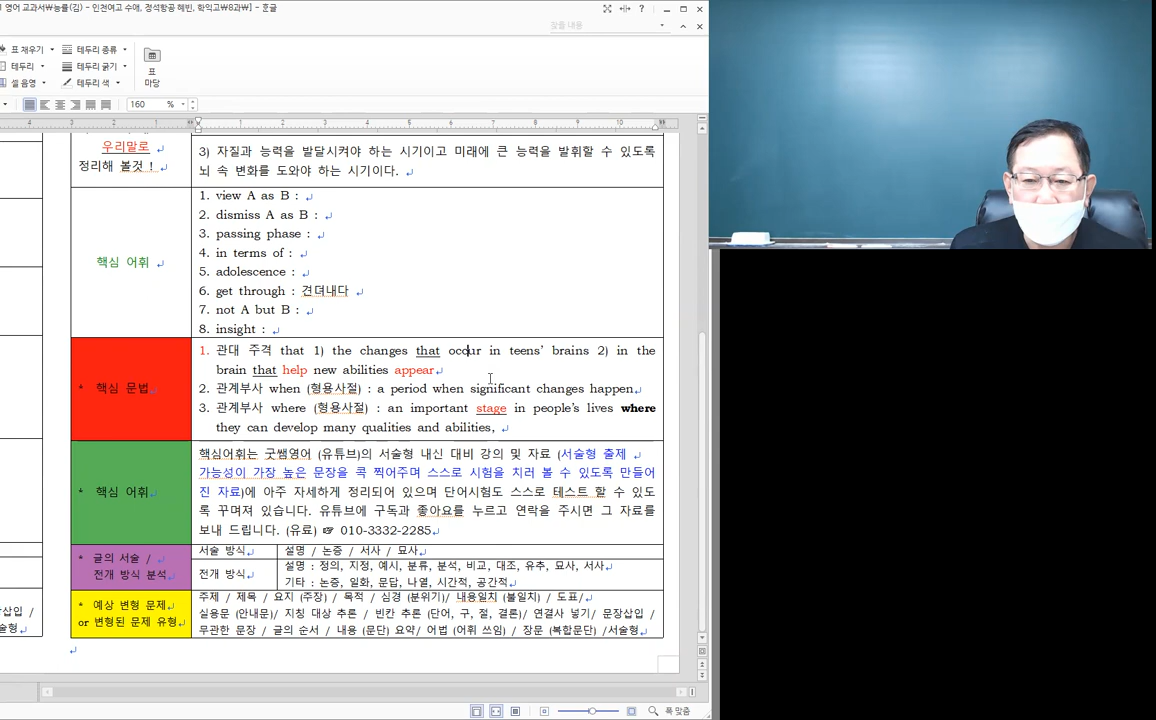 영어 교과서₩능률(김) - 인천여고 수애, 정석항공 혜빈, 학익고₩8과₩] - 한글
찾을 내용
표 채우기
테두리 종류
테두리
테두리 굵기
표
마당
셀 음영
테두리 색
160 %
4 3 2 1 1 2 3 4 5 6 7 8 9 10
우리말로
정리해 볼것 !
3) 자질과 능력을 발달시켜야 하는 시기이고 미래에 큰 능력을 발휘할 수 있도록
뇌 속 변화를 도와야 하는 시기이다.
핵심 어휘
1. view A as B :
2. dismiss A as B :
3. passing phase :
4. in terms of :
5. adolescence :
6. get through : 견뎌내다
7. not A but B :
8. insight :
* 핵심 문법
1. 관대 주격 that 1) the changes that occur in teens’ brains 2) in the
brain that help new abilities appear
2. 관계부사 when (형용사절) : a period when significant changes happen
3. 관계부사 where (형용사절) : an important stage in people’s lives where
they can develop many qualities and abilities,
* 핵심 어휘
핵심어휘는 굿쌤영어 (유튜브)의 서술형 내신 대비 강의 및 자료 (서술형 출제
가능성이 가장 높은 문장을 콕 찍어주며 스스로 시험을 치러 볼 수 있도록 만들어
진 자료)에 아주 자세하게 정리되어 있으며 단어시험도 스스로 테스트 할 수 있도
록 꾸며져 있습니다. 유튜브에 구독과 좋아요를 누르고 연락을 주시면 그 자료를
보내 드립니다. (유료) ☞ 010-3332-2285
* 글의 서술 /
전개 방식 분석
서술 방식
설명 / 논증 / 서사 / 묘사
전개 방식
설명 : 정의, 지정, 예시, 분류, 분석, 비교, 대조, 유추, 묘사, 서사
기타 : 논증, 일화, 문답, 나열, 시간적, 공간적
* 예상 변형 문제
or 변형된 문제 유형
주제 / 제목 / 요지 (주장) / 목적 / 심경 (분위기)/ 내용일치 (불일치) / 도표/
실용문 (안내문)/ 지칭 대상 추론 / 빈칸 추론 (단어, 구, 절, 결론)/ 연결사 넣기/ 문장삽입 /
무관한 문장 / 글의 순서 / 내용 (문단) 요약/ 어법 (어휘 쓰임) / 장문 (복합문단) /서술형
상삽입 /
술형
폭 맞춤